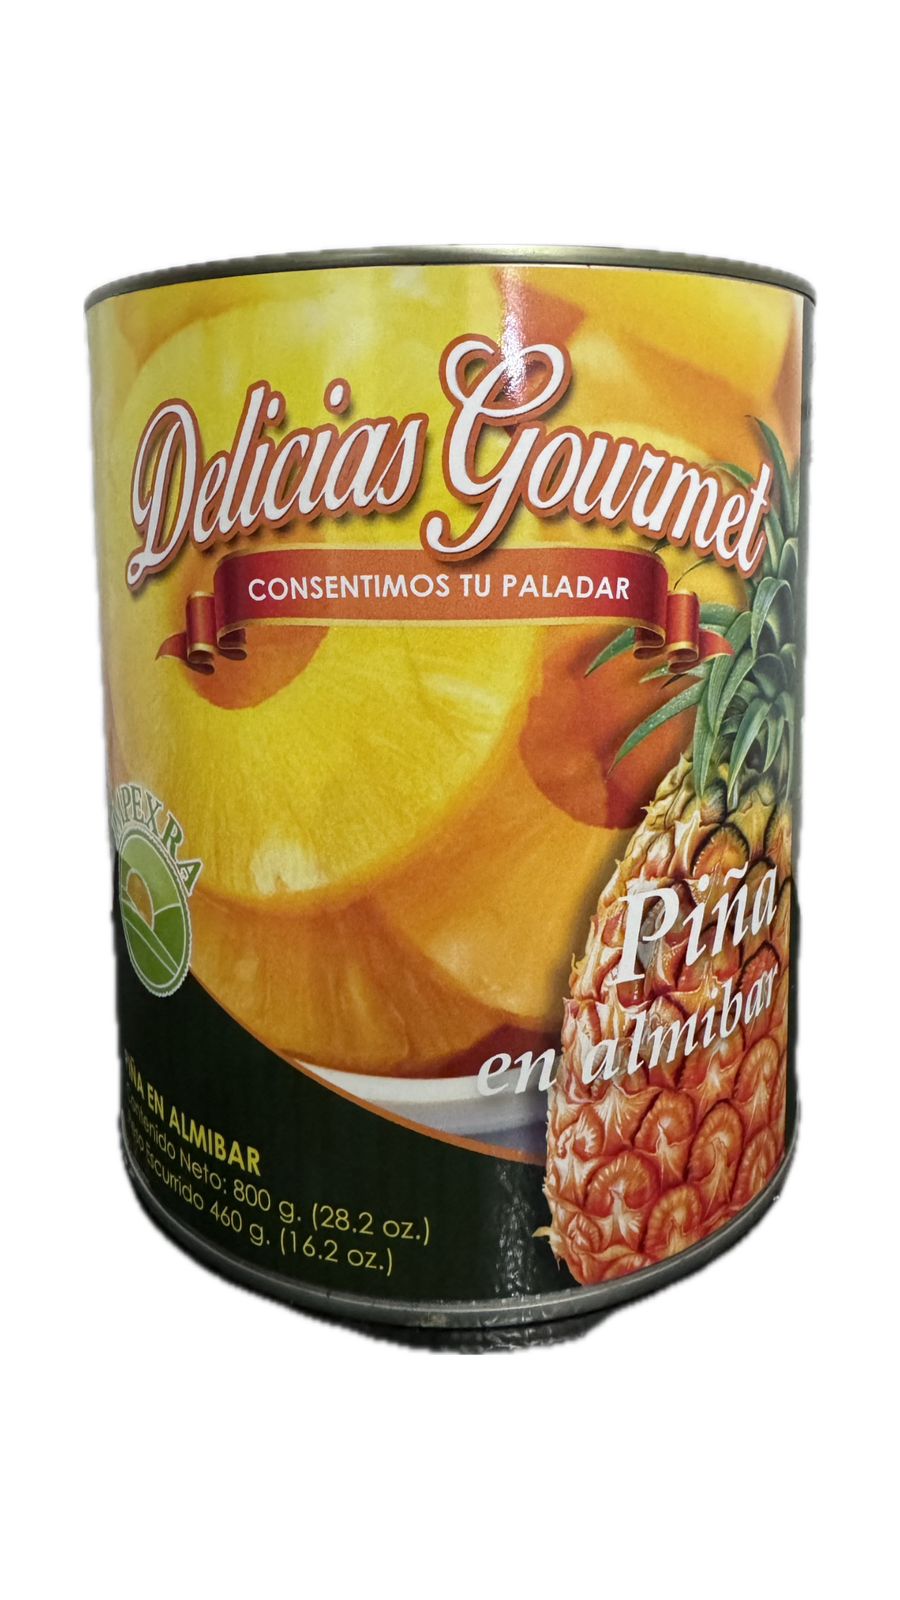 Delicias Gourmet
CONSENTIMOS TU PALADAR
Piña
en almibar
PIÑA EN ALMIBAR
Contenido Neto: 800 g. (28.2 oz.)
Escurrido 460 g. (16.2 oz.)